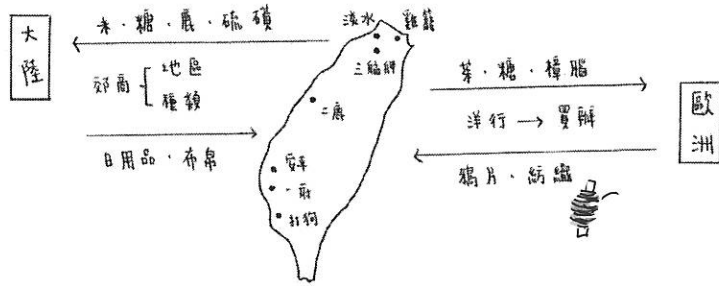 大陸
米、糖、鹿、硫磺
郊商 { 地區
種類
日用品、布帛
淡水 雞籠
三艋舺
二鹿
安平
一府
打狗
茶、糖、樟腦
洋行 → 買辦
鴉片、紡織
歐洲